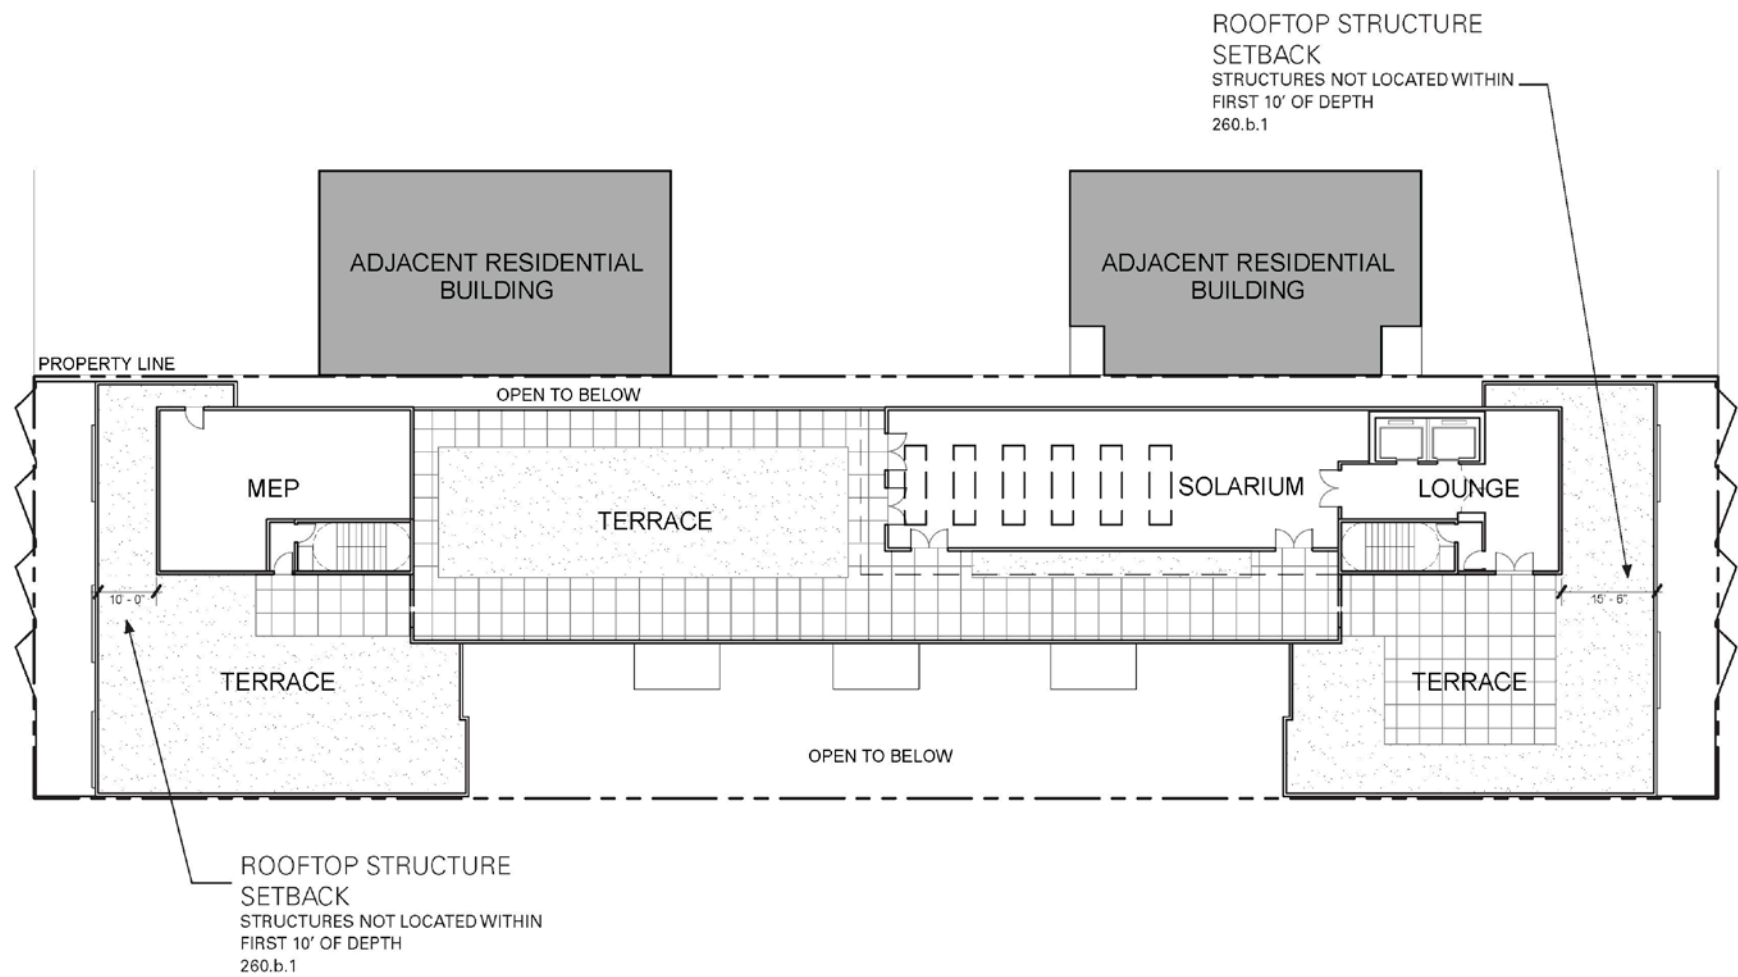 ROOFTOP STRUCTURE
SETBACK
STRUCTURES NOT LOCATED WITHIN
FIRST 10' OF DEPTH
260.b.1
ADJACENT RESIDENTIAL
BUILDING
ADJACENT RESIDENTIAL
BUILDING
PROPERTY LINE
OPEN TO BELOW
MEP
TERRACE
SOLARIUM
LOUNGE
10' - 0"
15' - 6"
TERRACE
TERRACE
OPEN TO BELOW
ROOFTOP STRUCTURE
SETBACK
STRUCTURES NOT LOCATED WITHIN
FIRST 10' OF DEPTH
260.b.1